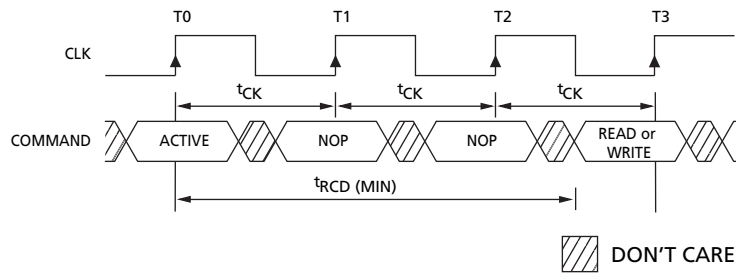 T0 T1 T2 T3
CLK
tCK tCK tCK
COMMAND ACTIVE NOP NOP READ or
WRITE
tRCD (MIN)
DON'T CARE